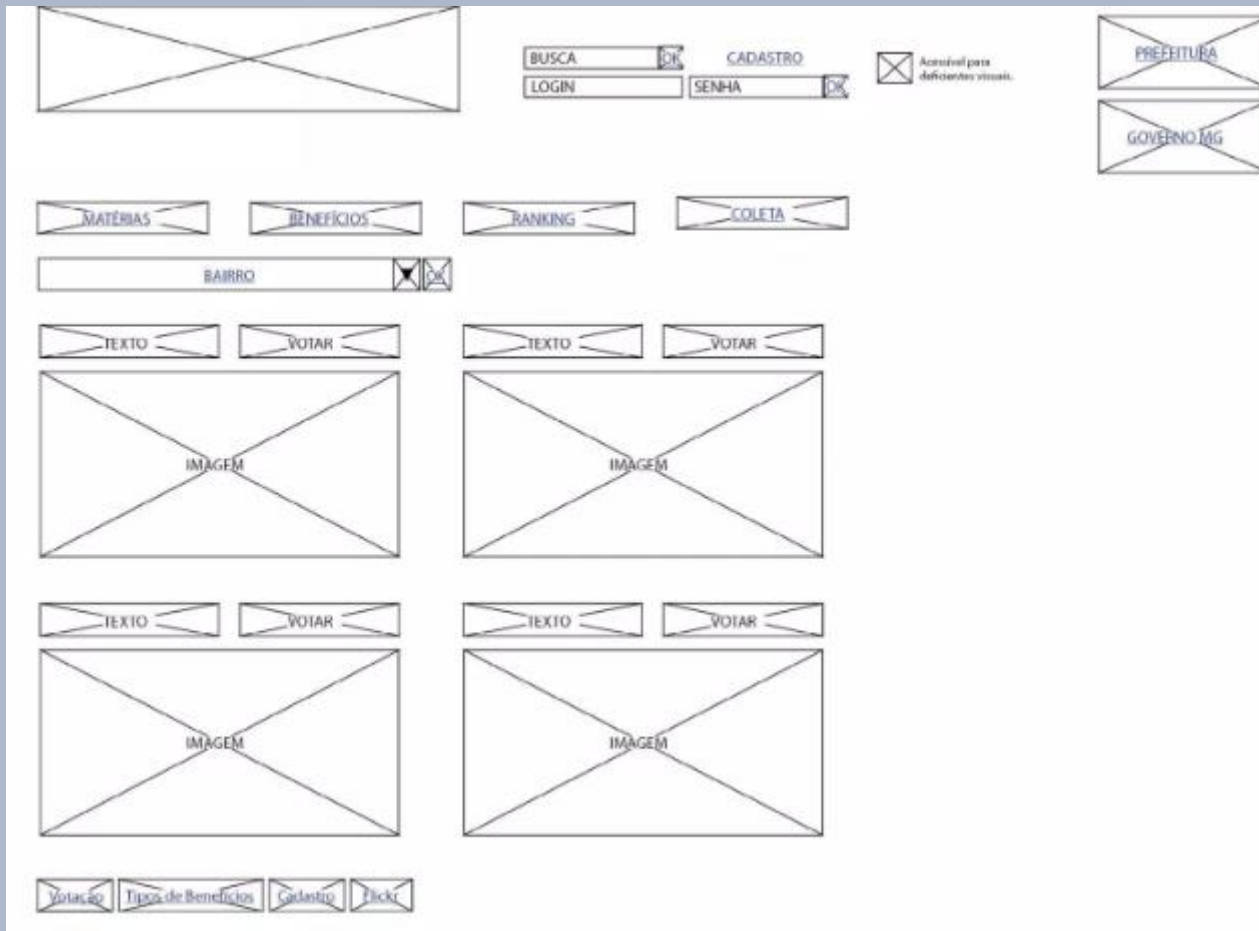 BUSCA OK CADASTRO
Acessível para
deficientes visuais.
LOGIN SENHA OK
PREFEITURA
GOVERNO MG
MATÉRIAS BENEFÍCIOS RANKING COLETA
BAIRRO OK
TEXTO VOTAR TEXTO VOTAR
IMAGEM IMAGEM
TEXTO VOTAR TEXTO VOTAR
IMAGEM IMAGEM
Votação Tipos de Benefícios Cadastro Flickr